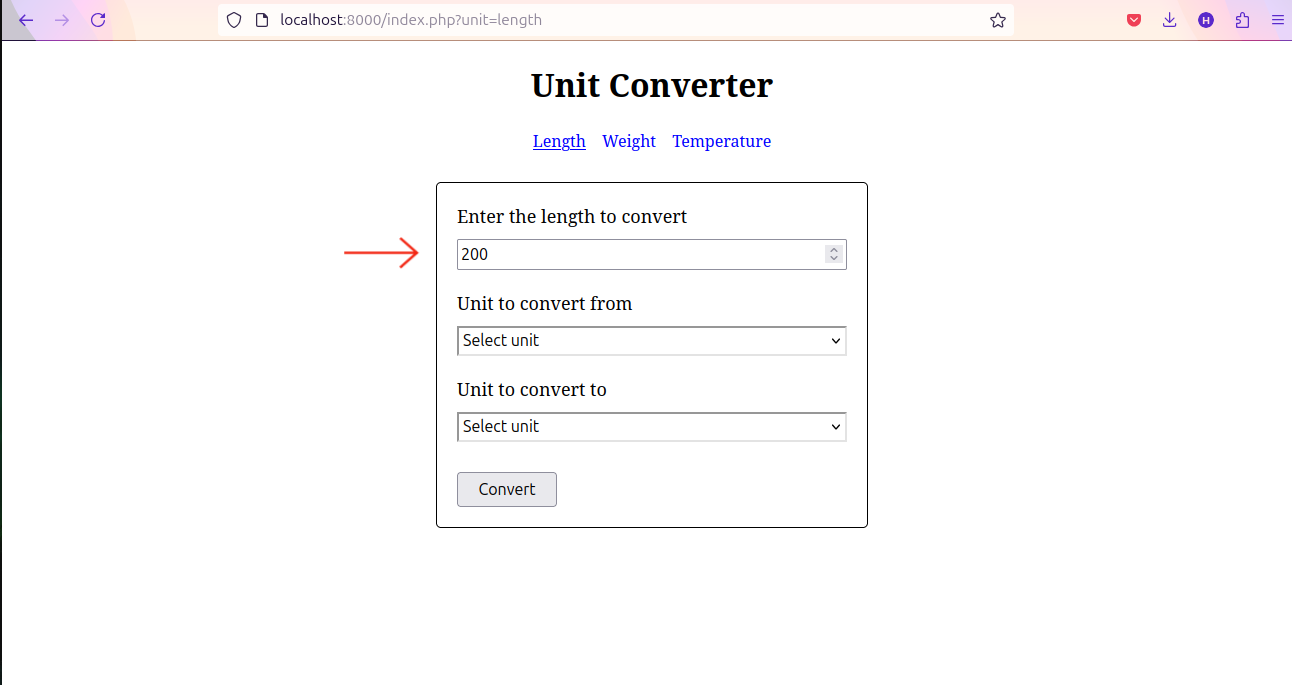 localhost:8000/index.php?unit=length
H
Unit Converter
Length Weight Temperature
Enter the length to convert
200
Unit to convert from
Select unit
Unit to convert to
Select unit
Convert